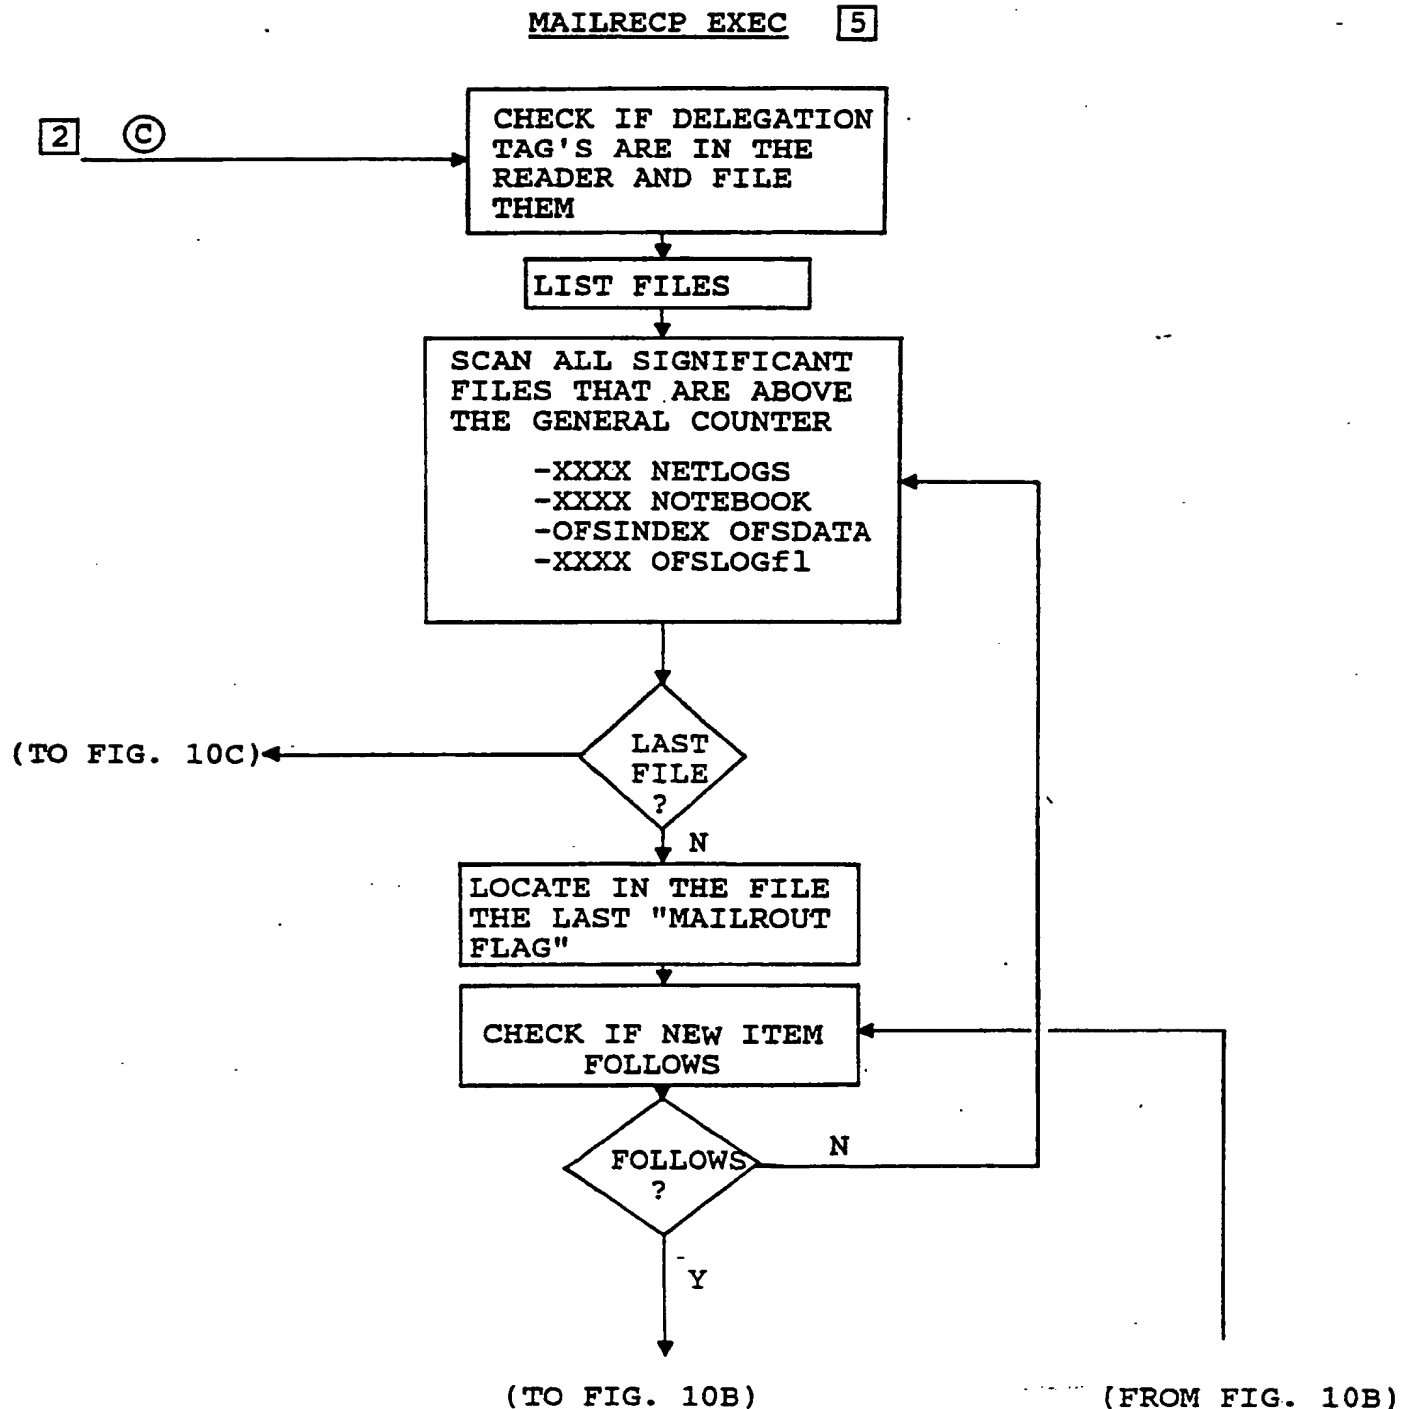 MAILRECP EXEC 5
2 C
CHECK IF DELEGATION
TAG'S ARE IN THE
READER AND FILE
THEM
LIST FILES
SCAN ALL SIGNIFICANT
FILES THAT ARE ABOVE
THE GENERAL COUNTER
-XXXX NETLOGS
-XXXX NOTEBOOK
-OFSINDEX OFSDATA
-XXXX OFSLOGfl
(TO FIG. 10C)
LAST
FILE
?
N
LOCATE IN THE FILE
THE LAST "MAILROUT
FLAG"
CHECK IF NEW ITEM
FOLLOWS
FOLLOWS
?
N
Y
(TO FIG. 10B)
(FROM FIG. 10B)